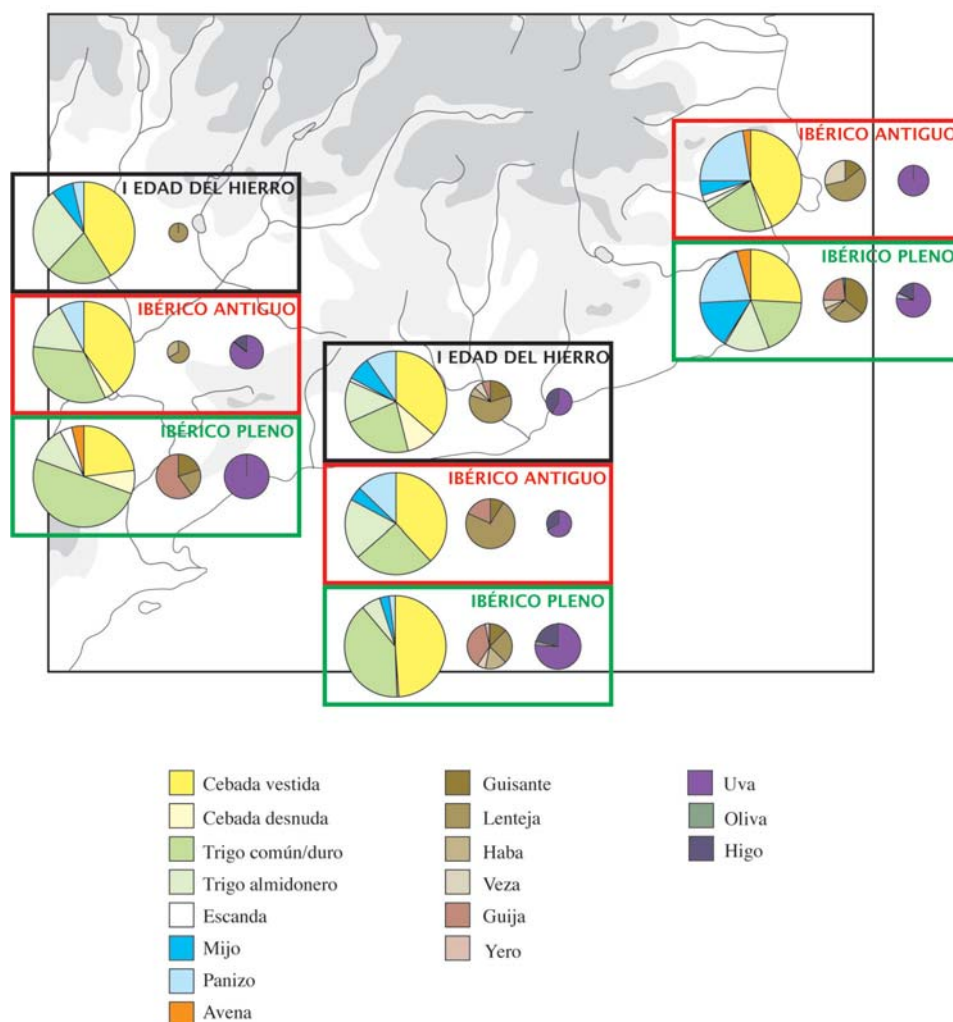 I EDAD DEL HIERRO
IBÉRICO ANTIGUO
IBÉRICO PLENO
I EDAD DEL HIERRO
IBÉRICO ANTIGUO
IBÉRICO PLENO
IBÉRICO ANTIGUO
IBÉRICO PLENO
Cebada vestida
Cebada desnuda
Trigo común/duro
Trigo almidonero
Escanda
Mijo
Panizo
Avena
Guisante
Lenteja
Haba
Veza
Guija
Yero
Uva
Oliva
Higo